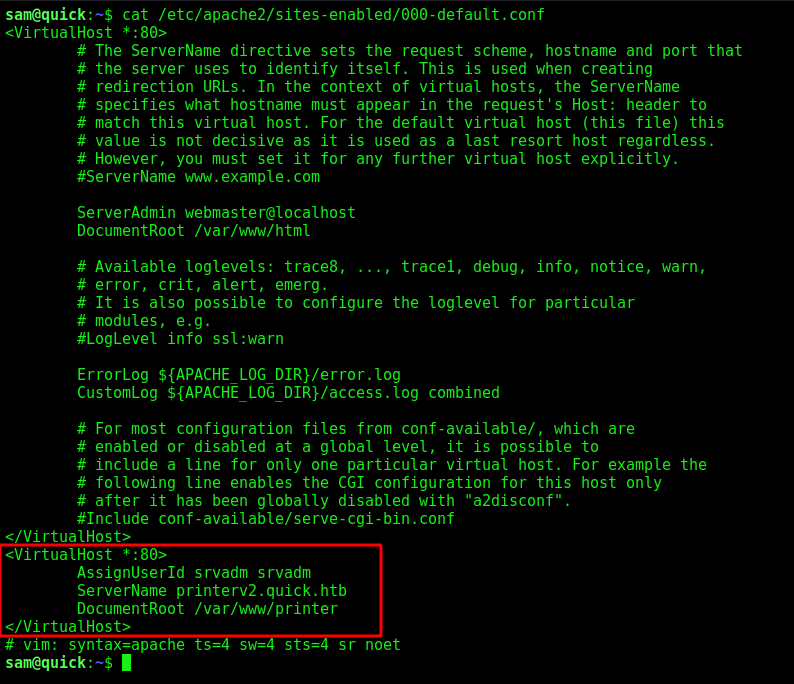 sam@quick:~$ cat /etc/apache2/sites-enabled/000-default.conf
<VirtualHost *:80>
        # The ServerName directive sets the request scheme, hostname and port that
        # the server uses to identify itself. This is used when creating
        # redirection URLs. In the context of virtual hosts, the ServerName
        # specifies what hostname must appear in the request's Host: header to
        # match this virtual host. For the default virtual host (this file) this
        # value is not decisive as it is used as a last resort host regardless.
        # However, you must set it for any further virtual host explicitly.
        #ServerName www.example.com

        ServerAdmin webmaster@localhost
        DocumentRoot /var/www/html

        # Available loglevels: trace8, ..., trace1, debug, info, notice, warn,
        # error, crit, alert, emerg.
        # It is also possible to configure the loglevel for particular
        # modules, e.g.
        #LogLevel info ssl:warn

        ErrorLog ${APACHE_LOG_DIR}/error.log
        CustomLog ${APACHE_LOG_DIR}/access.log combined

        # For most configuration files from conf-available/, which are
        # enabled or disabled at a global level, it is possible to
        # include a line for only one particular virtual host. For example the
        # following line enables the CGI configuration for this host only
        # after it has been globally disabled with "a2disconf".
        #Include conf-available/serve-cgi-bin.conf
</VirtualHost>
<VirtualHost *:80>
        AssignUserId srvadm srvadm
        ServerName printerv2.quick.htb
        DocumentRoot /var/www/printer
</VirtualHost>
# vim: syntax=apache ts=4 sw=4 sts=4 sr noet
sam@quick:~$